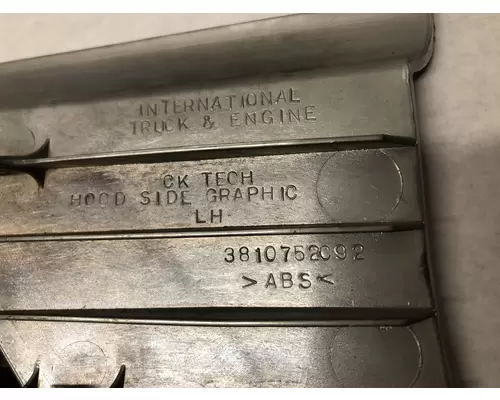 INTERNATIONAL
TRUCK & ENGINE
CK TECH
HOOD SIDE GRAPHIC
LH
3810752C92
>ABS<